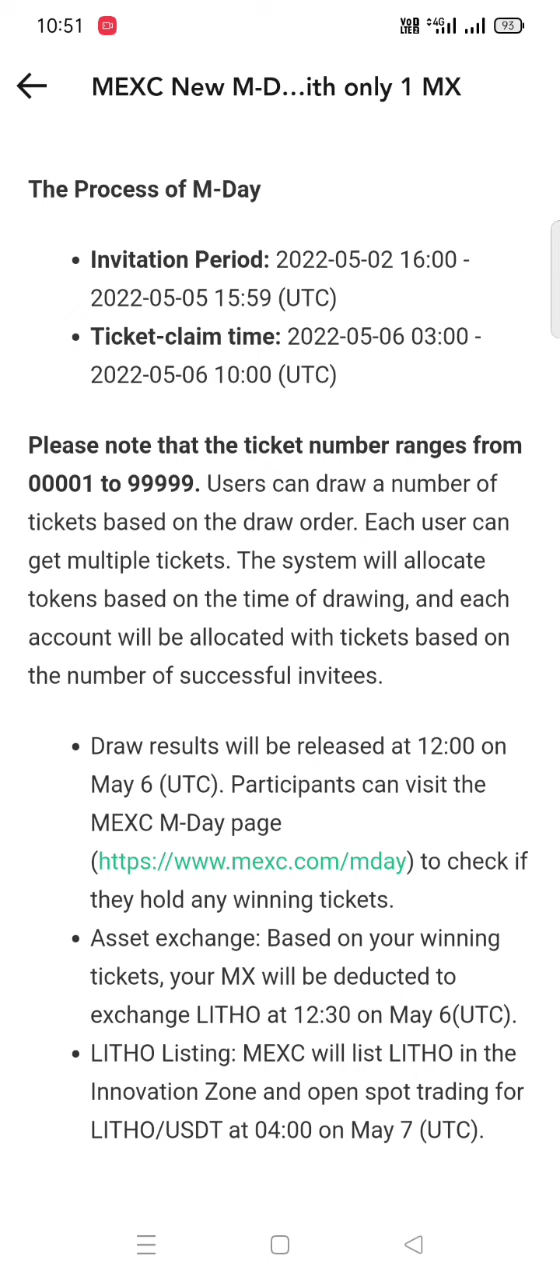 10:51
VoD LTE2 4G 93
MEXC New M-D...ith only 1 MX
The Process of M-Day
• Invitation Period: 2022-05-02 16:00 -
2022-05-05 15:59 (UTC)
• Ticket-claim time: 2022-05-06 03:00 -
2022-05-06 10:00 (UTC)
Please note that the ticket number ranges from
00001 to 99999. Users can draw a number of
tickets based on the draw order. Each user can
get multiple tickets. The system will allocate
tokens based on the time of drawing, and each
account will be allocated with tickets based on
the number of successful invitees.
• Draw results will be released at 12:00 on
May 6 (UTC). Participants can visit the
MEXC M-Day page
(https://www.mexc.com/mday) to check if
they hold any winning tickets.
• Asset exchange: Based on your winning
tickets, your MX will be deducted to
exchange LITHO at 12:30 on May 6(UTC).
• LITHO Listing: MEXC will list LITHO in the
Innovation Zone and open spot trading for
LITHO/USDT at 04:00 on May 7 (UTC).